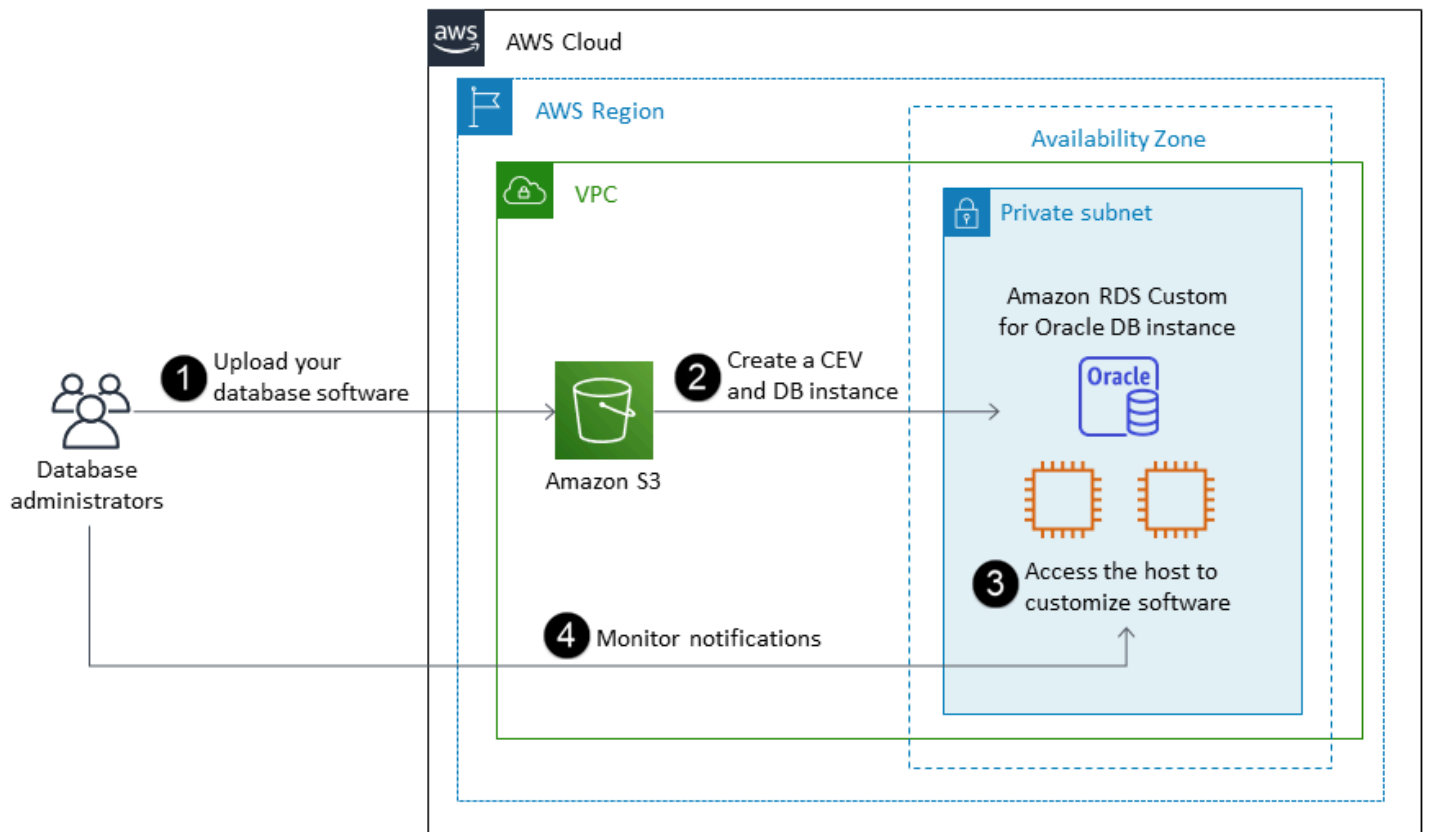 aws
AWS Cloud
AWS Region
Availability Zone
VPC
Private subnet
Amazon RDS Custom
for Oracle DB instance
Oracle
1
Upload your
database software
2
Create a CEV
and DB instance
Database
administrators
Amazon S3
3
Access the host to
customize software
4
Monitor notifications